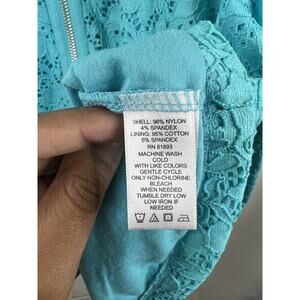 SHELL: 96% NYLON
4% SPANDEX
LINING: 95% COTTON
5% SPANDEX
RN 81893
MACHINE WASH
COLD
WITH LIKE COLORS
GENTLE CYCLE
ONLY NON-CHLORINE
BLEACH
WHEN NEEDED
TUMBLE DRY LOW
LOW IRON IF
NEEDED